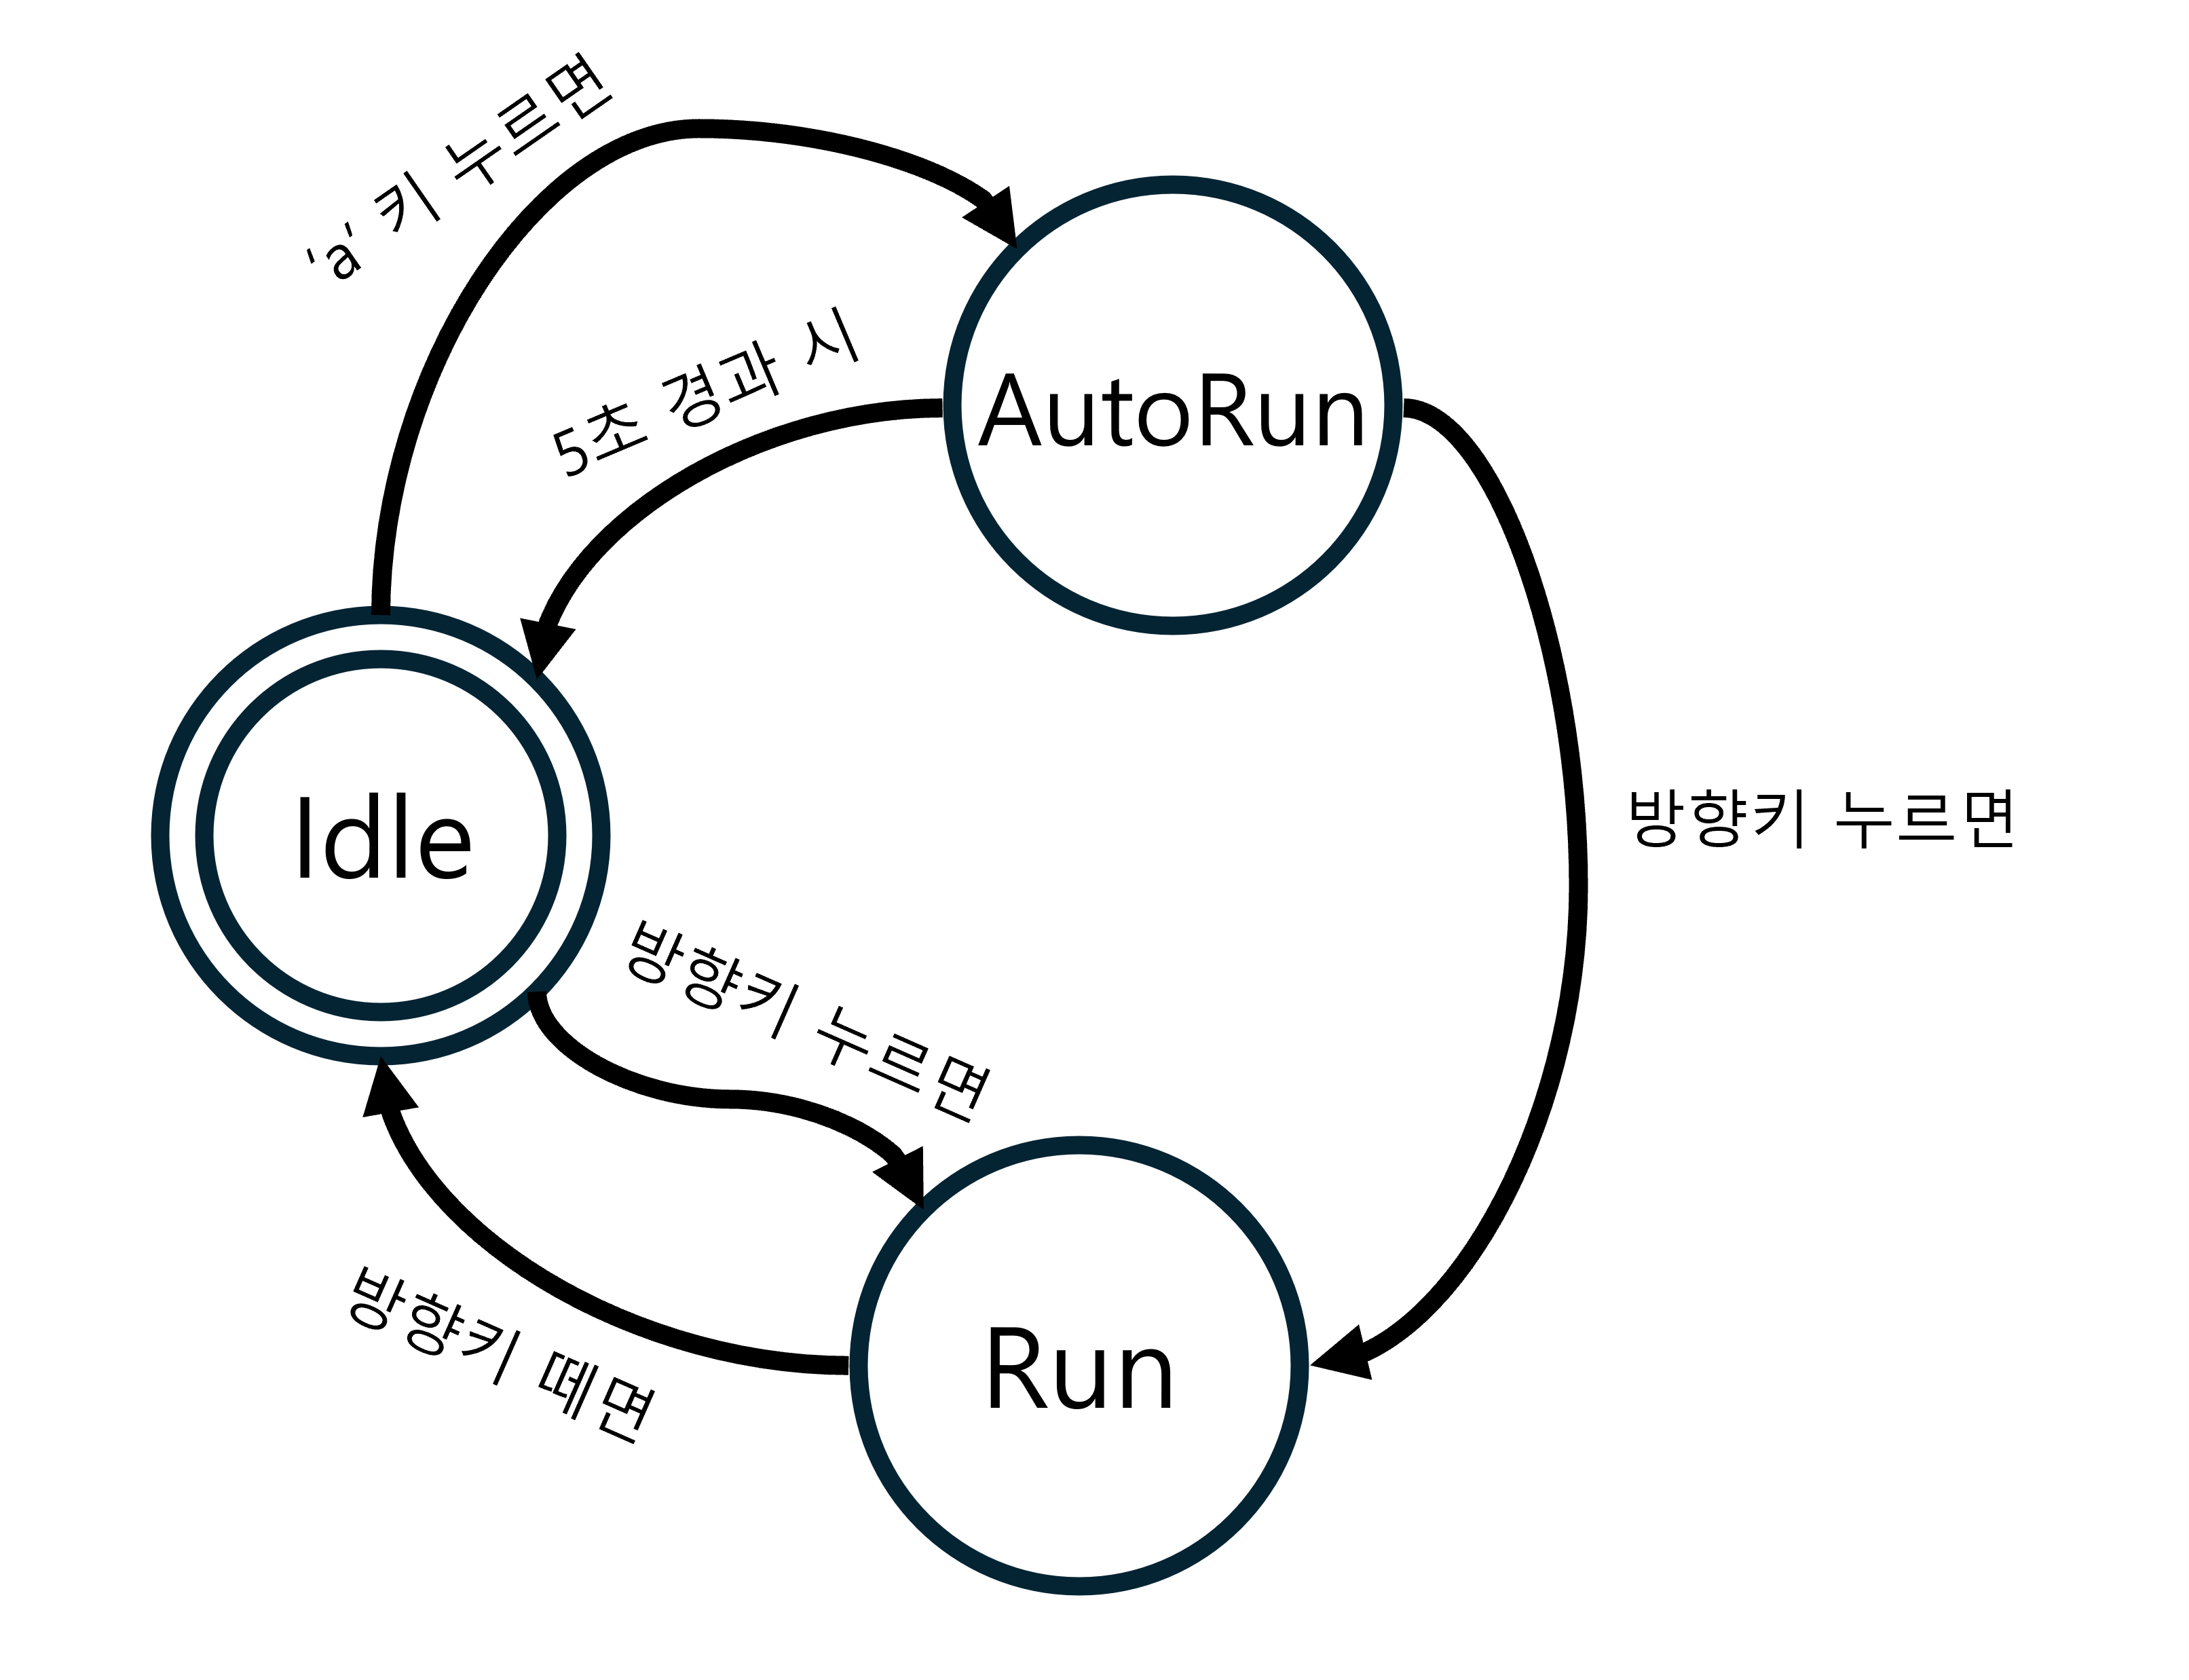 ‘a’ 키 누르면
5초 경과 시
AutoRun
Idle
방향키 누르면
방향키 누르면
방향키 떼면
Run